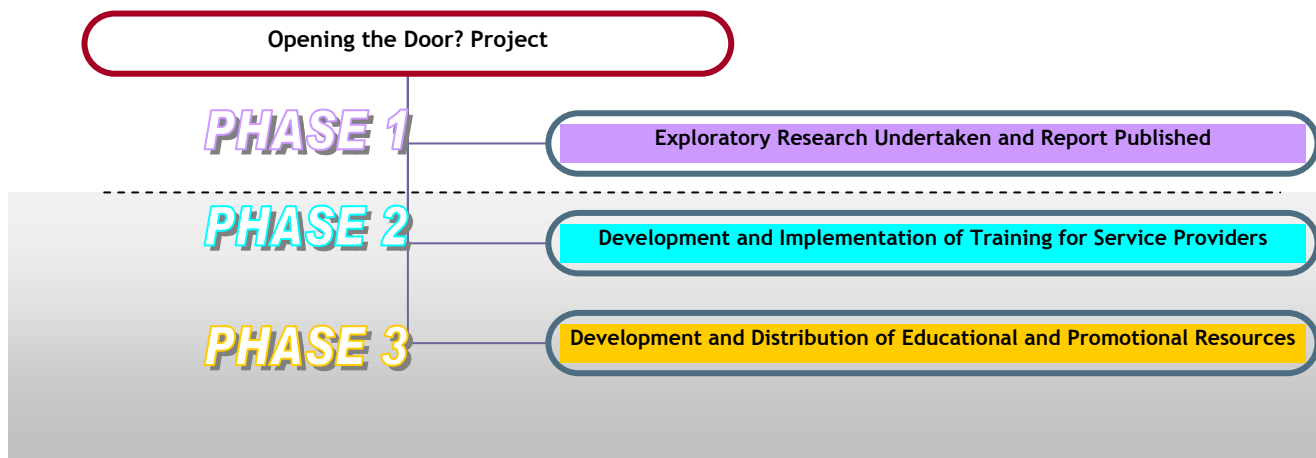 Opening the Door? Project
PHASE 1
Exploratory Research Undertaken and Report Published
PHASE 2
Development and Implementation of Training for Service Providers
PHASE 3
Development and Distribution of Educational and Promotional Resources